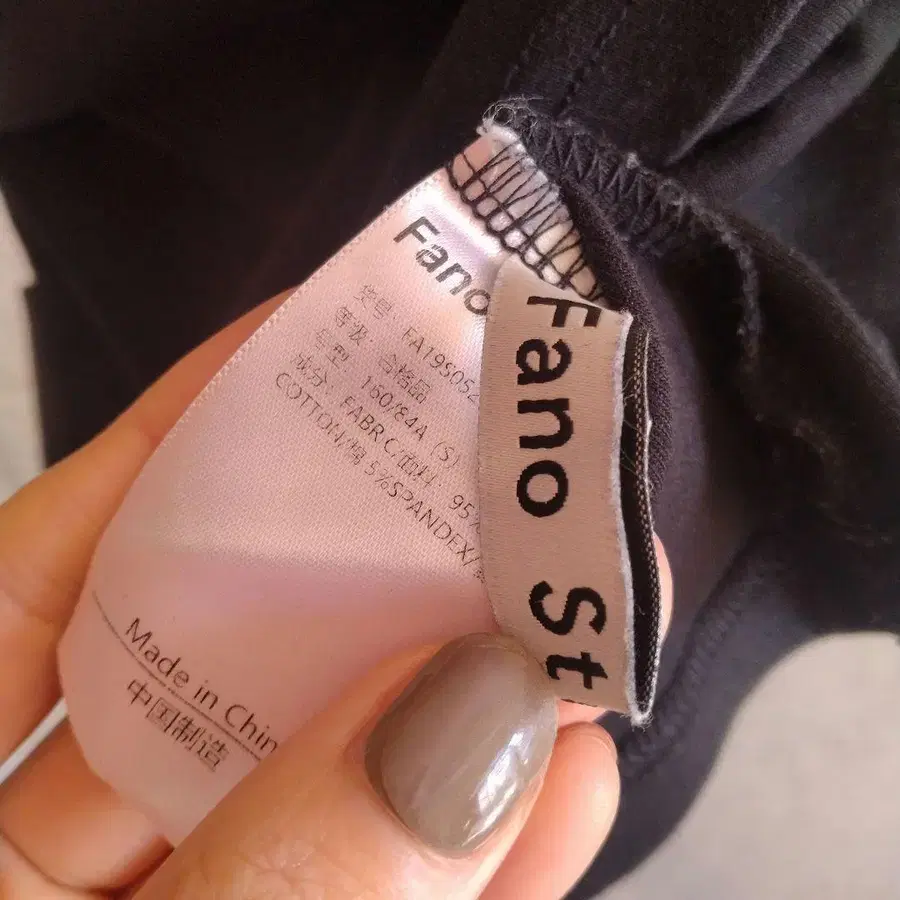 Fano
货号: FA19S052
等级: 合格品
号型: 160/84A (S)
成分: FABRC/面料: 95%
COTTON/棉 5%SPANDEX/
Made in Chin
中国制造
Fano St